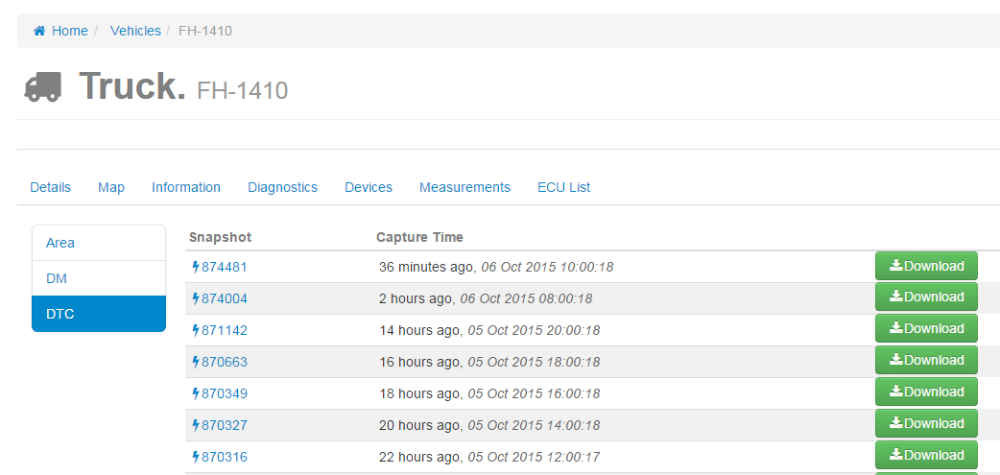 Home / Vehicles / FH-1410
Truck. FH-1410
Details Map Information Diagnostics Devices Measurements ECU List
Area
DM
DTC
Snapshot Capture Time
874481 36 minutes ago, 06 Oct 2015 10:00:18 Download
874004 2 hours ago, 06 Oct 2015 08:00:18 Download
871142 14 hours ago, 05 Oct 2015 20:00:18 Download
870663 16 hours ago, 05 Oct 2015 18:00:18 Download
870349 18 hours ago, 05 Oct 2015 16:00:18 Download
870327 20 hours ago, 05 Oct 2015 14:00:18 Download
870316 22 hours ago, 05 Oct 2015 12:00:17 Download